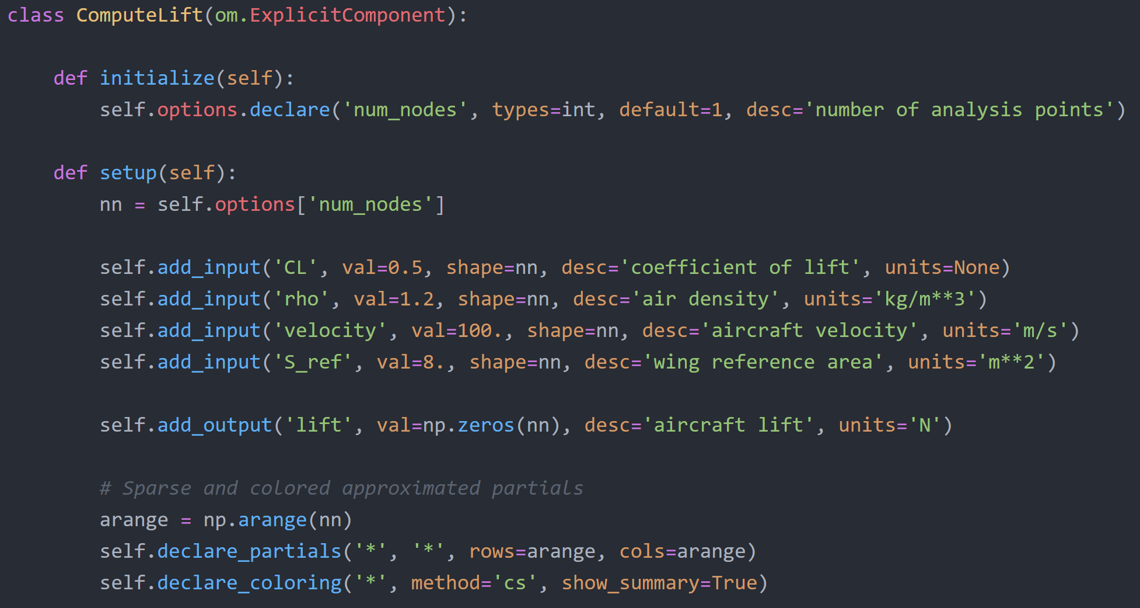 class ComputeLift(om.ExplicitComponent):
def initialize(self):
self.options.declare('num_nodes', types=int, default=1, desc='number of analysis points')
def setup(self):
nn = self.options['num_nodes']
self.add_input('CL', val=0.5, shape=nn, desc='coefficient of lift', units=None)
self.add_input('rho', val=1.2, shape=nn, desc='air density', units='kg/m**3')
self.add_input('velocity', val=100., shape=nn, desc='aircraft velocity', units='m/s')
self.add_input('S_ref', val=8., shape=nn, desc='wing reference area', units='m**2')
self.add_output('lift', val=np.zeros(nn), desc='aircraft lift', units='N')
# Sparse and colored approximated partials
arange = np.arange(nn)
self.declare_partials('*', '*', rows=arange, cols=arange)
self.declare_coloring('*', method='cs', show_summary=True)